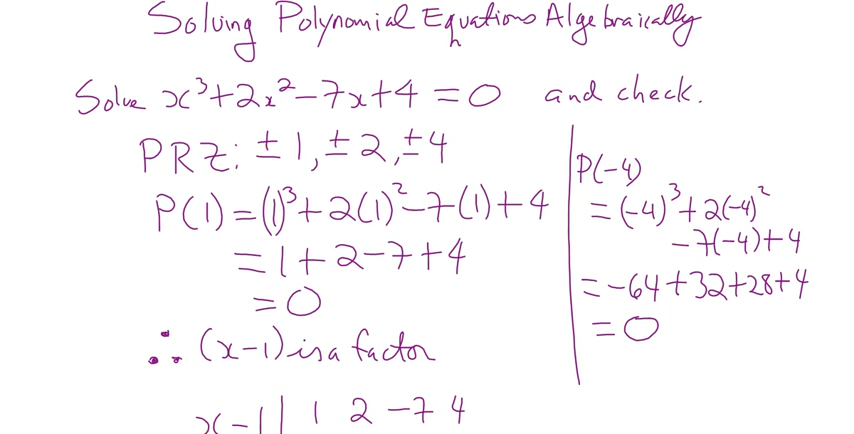 Solving Polynomial Equations Algebraically
Solve x³+2x²-7x+4=0 and check.
PRZ: ±1, ±2, ±4
P(1)=(1)³+2(1)²-7(1)+4
=1+2-7+4
=0
∴ (x-1) is a factor
x-1| 1 2 -7 4
P(-4)
=(-4)³+2(-4)²
-7(-4)+4
=-64+32+28+4
=0